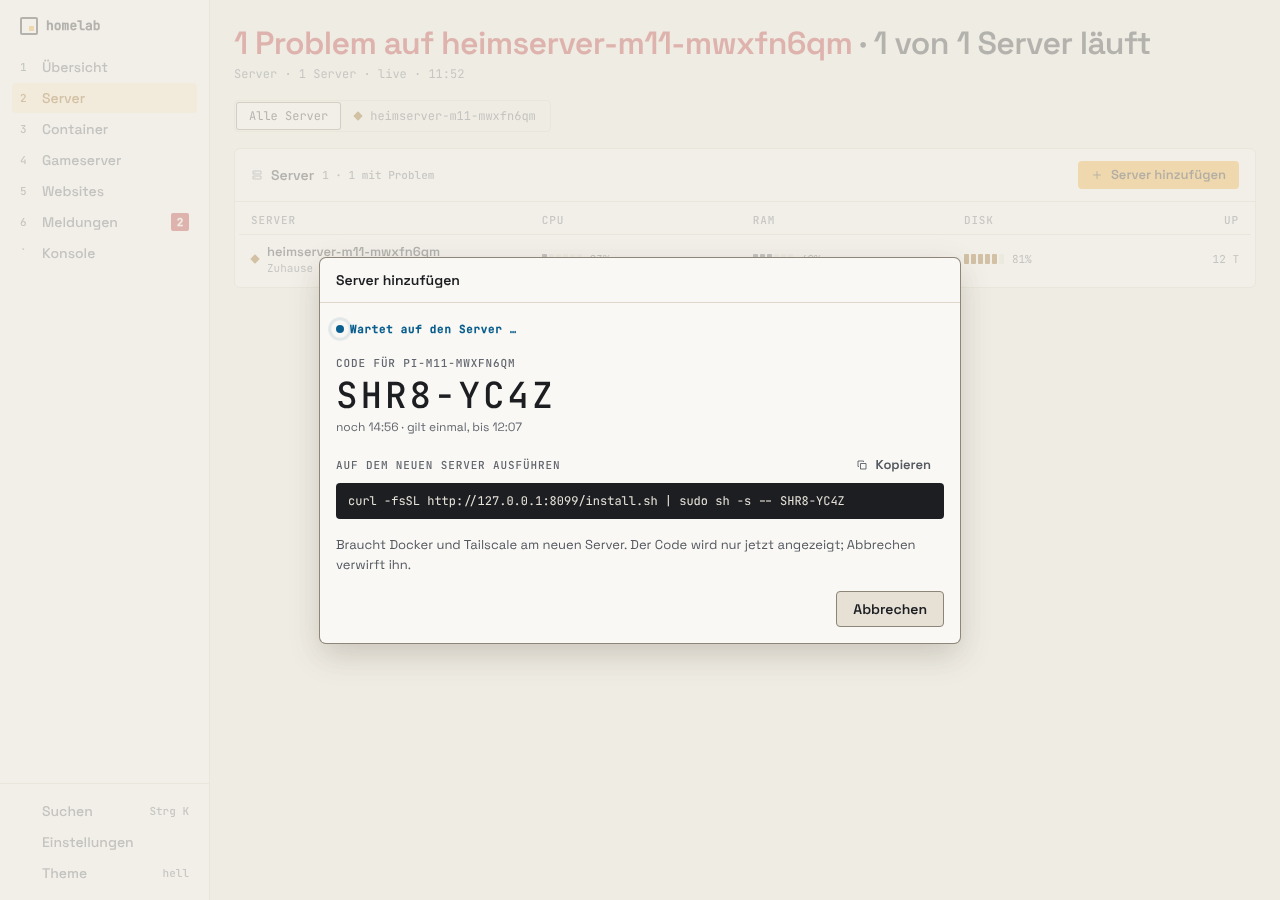 homelab
1 Übersicht
2 Server
3 Container
4 Gameserver
5 Websites
6 Meldungen 2
` Konsole
Suchen Strg K
Einstellungen
Theme hell
1 Problem auf heimserver-m11-mwxfn6qm · 1 von 1 Server läuft
Server · 1 Server · live · 11:52
Alle Server heimserver-m11-mwxfn6qm
Server 1 · 1 mit Problem
Server hinzufügen
SERVER CPU RAM DISK UP
heimserver-m11-mwxfn6qm
81% 12 T
Zuhause
Server hinzufügen
Wartet auf den Server …
CODE FÜR PI-M11-MWXFN6QM
SHR8-YC4Z
noch 14:56 · gilt einmal, bis 12:07
AUF DEM NEUEN SERVER AUSFÜHREN Kopieren
curl -fsSL http://127.0.0.1:8099/install.sh | sudo sh -s -- SHR8-YC4Z
Braucht Docker und Tailscale am neuen Server. Der Code wird nur jetzt angezeigt; Abbrechen
verwirft ihn.
Abbrechen